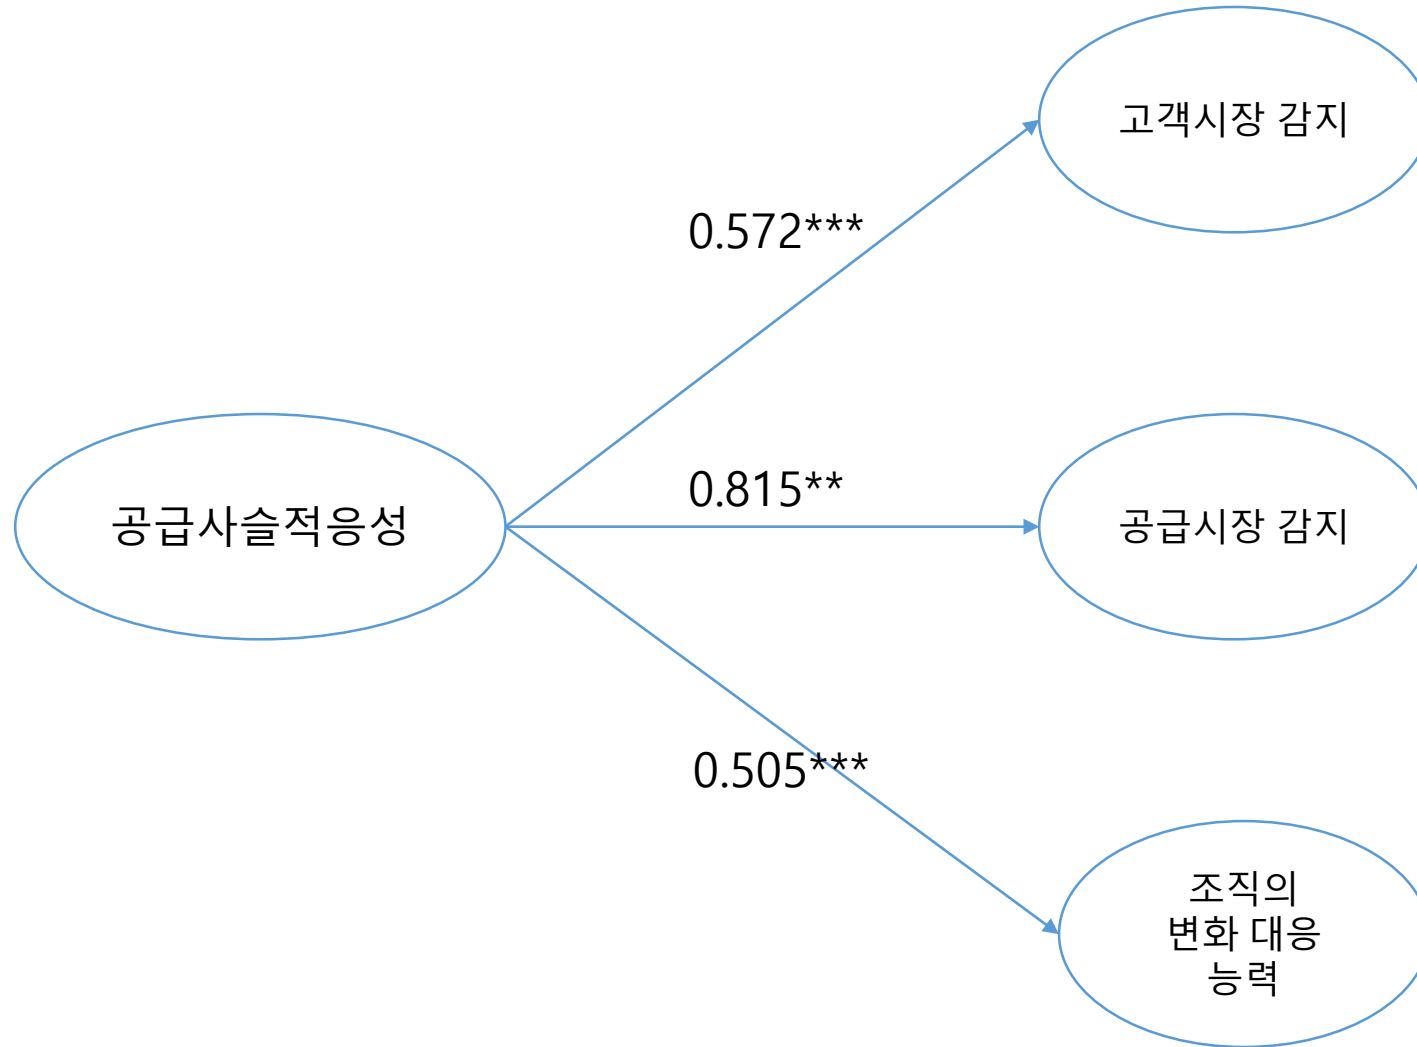 고객시장 감지
0.572***
0.815**
공급사슬적응성
공급시장 감지
0.505***
조직의
변화 대응
능력